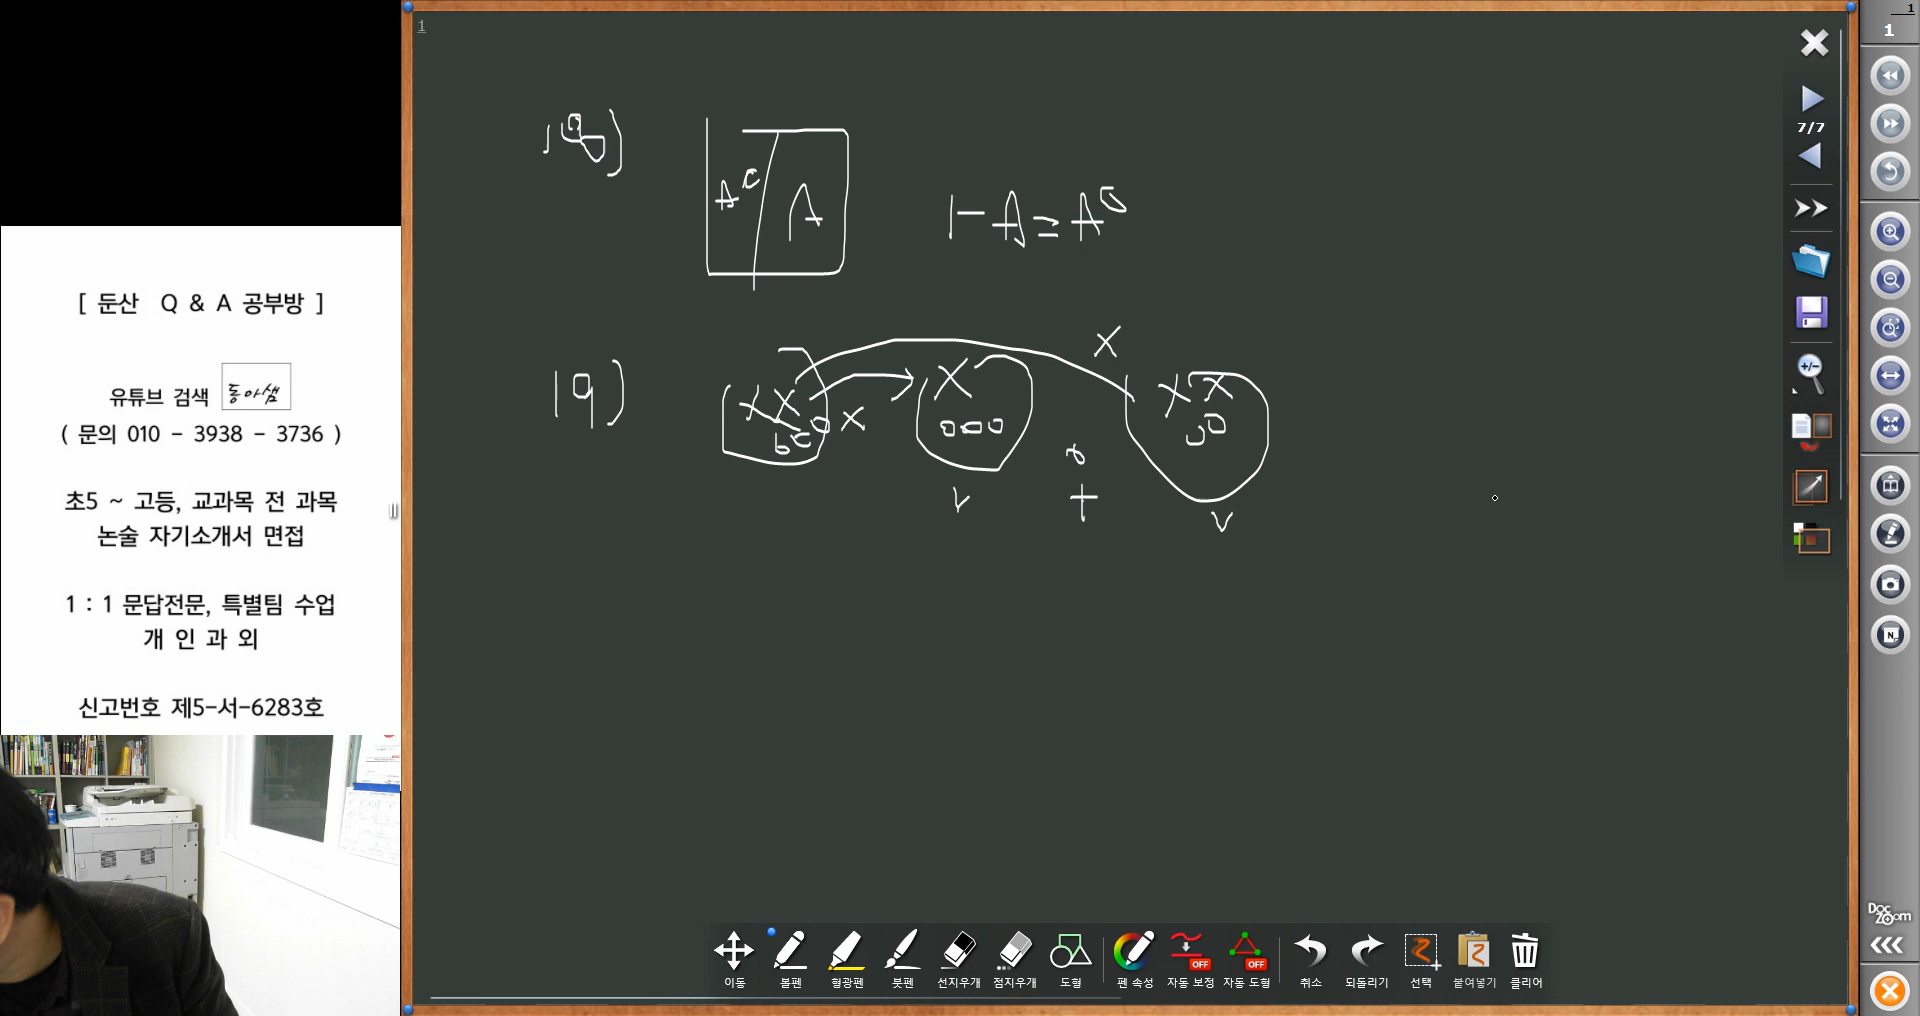 [ 둔산 Q & A 공부방 ]
유튜브 검색 동아샘
( 문의 010 - 3938 - 3736 )
초5 ~ 고등, 교과목 전 과목
논술 자기소개서 면접
1 : 1 문답전문, 특별팀 수업
개 인 과 외
신고번호 제5-서-6283호
1
18)
A^C A
1-A=A^C
19)
X X
X
X
X
X X
000
+
V
V
1
1
7/7
+/-
N
Doc Zoom
이동
볼펜
형광펜
붓펜
선지우개
점지우개
도형
펜 속성
OFF
자동 보정
OFF
자동 도형
취소
되돌리기
선택
붙여넣기
클리어